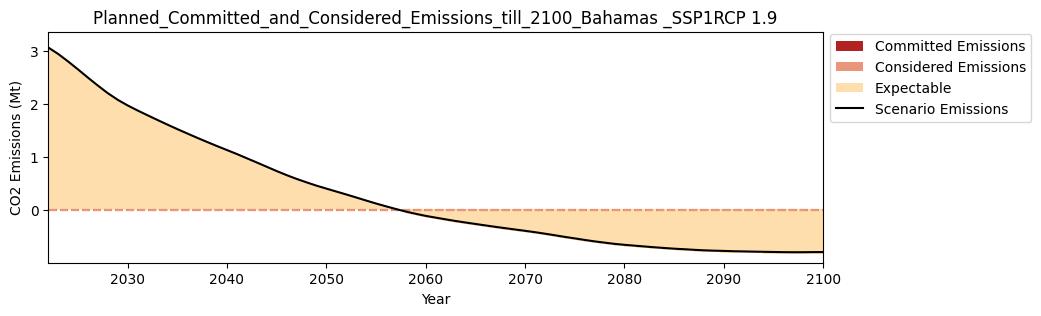 Planned_Committed_and_Considered_Emissions_till_2100_Bahamas _SSP1RCP 1.9
Committed Emissions
Considered Emissions
Expectable
Scenario Emissions
CO2 Emissions (Mt)
3
2
1
0
2030 2040 2050 2060 2070 2080 2090 2100
Year